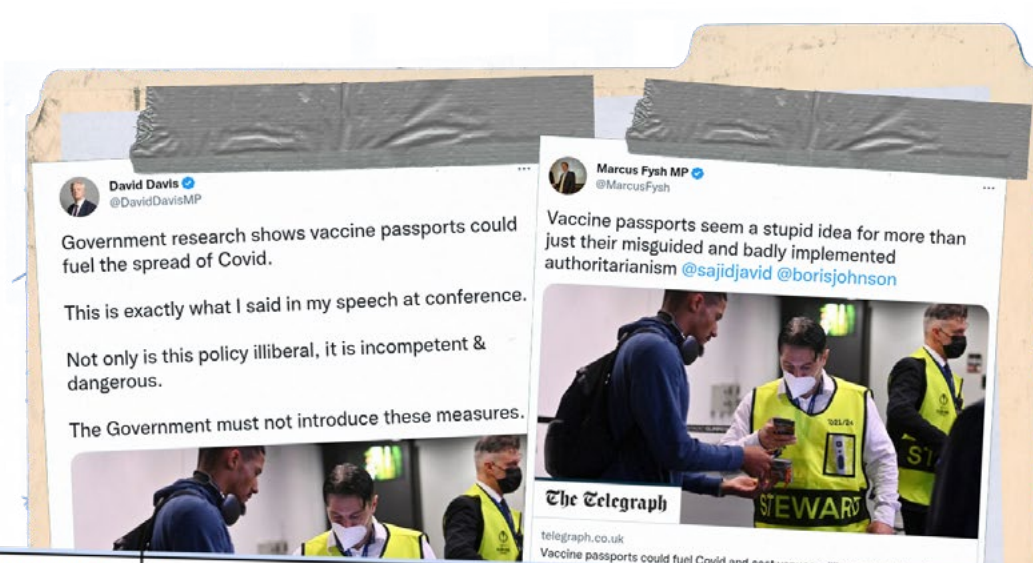 David Davis
@DavidDavisMP
Government research shows vaccine passports could
fuel the spread of Covid.
This is exactly what I said in my speech at conference.
Not only is this policy illiberal, it is incompetent &
dangerous.
The Government must not introduce these measures.
Marcus Fysh MP
@MarcusFysh
Vaccine passports seem a stupid idea for more than
just their misguided and badly implemented
authoritarianism @sajidjavid @borisjohnson
STEWARD
ST
The Telegraph
telegraph.co.uk
Vaccine passports could fuel Covid and